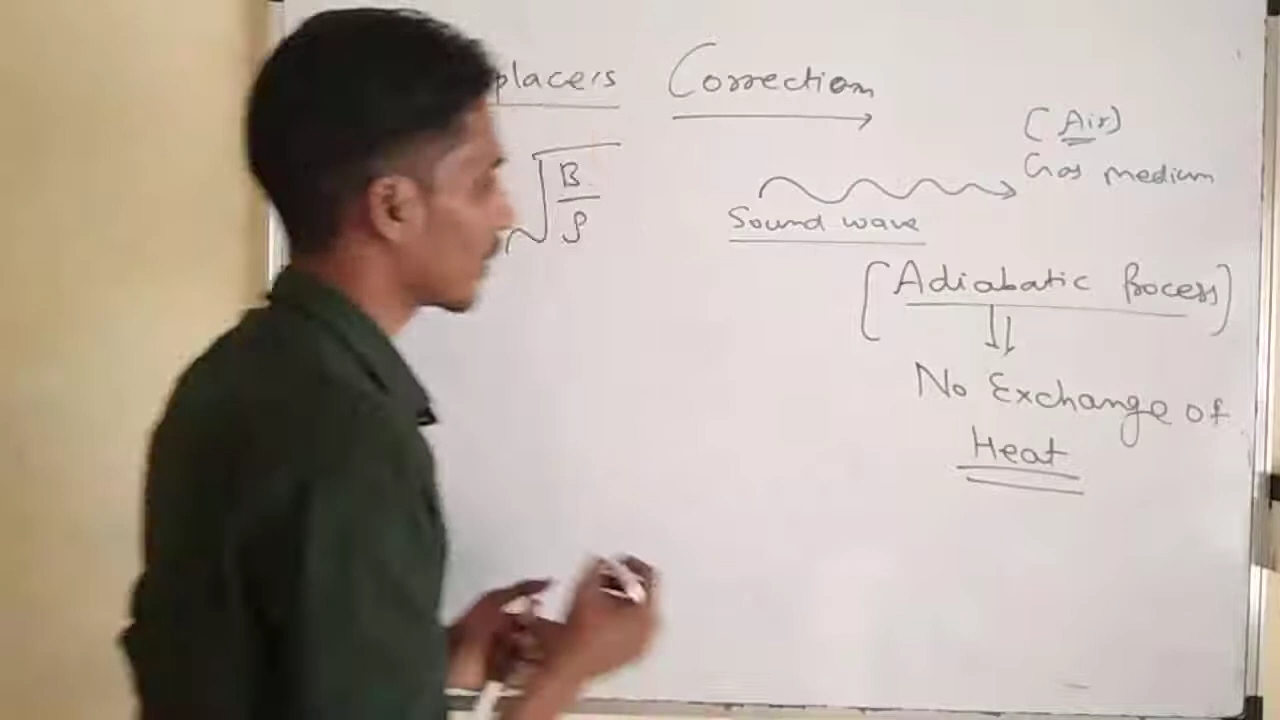 placers Correction
√B/ρ
(Air)
Gas medium
Sound wave
[Adiabatic Process]
No Exchange of
Heat